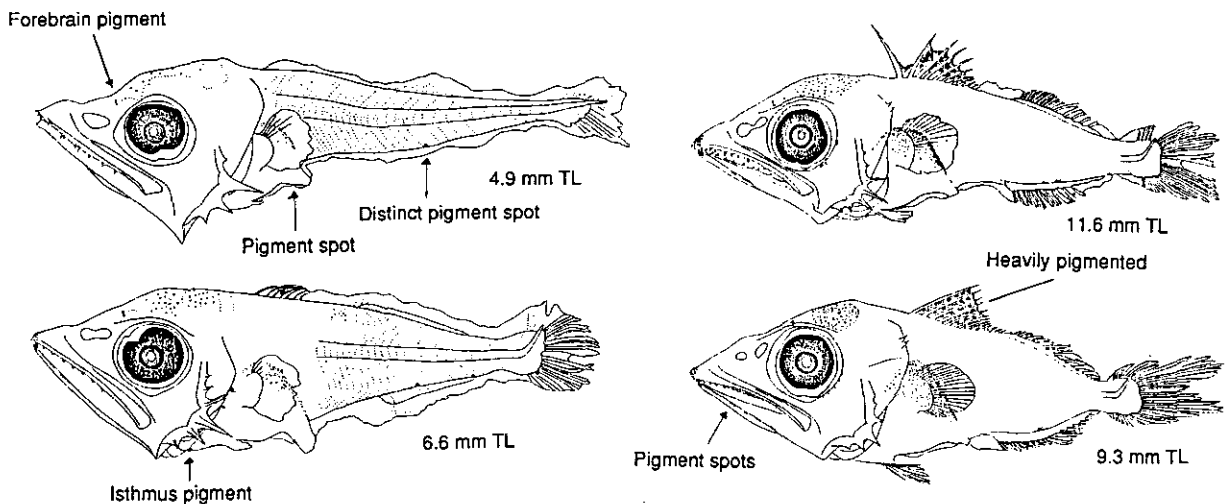 Forebrain pigment
4.9 mm TL
Distinct pigment spot
Pigment spot
11.6 mm TL
Heavily pigmented
6.6 mm TL
Isthmus pigment
Pigment spots
9.3 mm TL